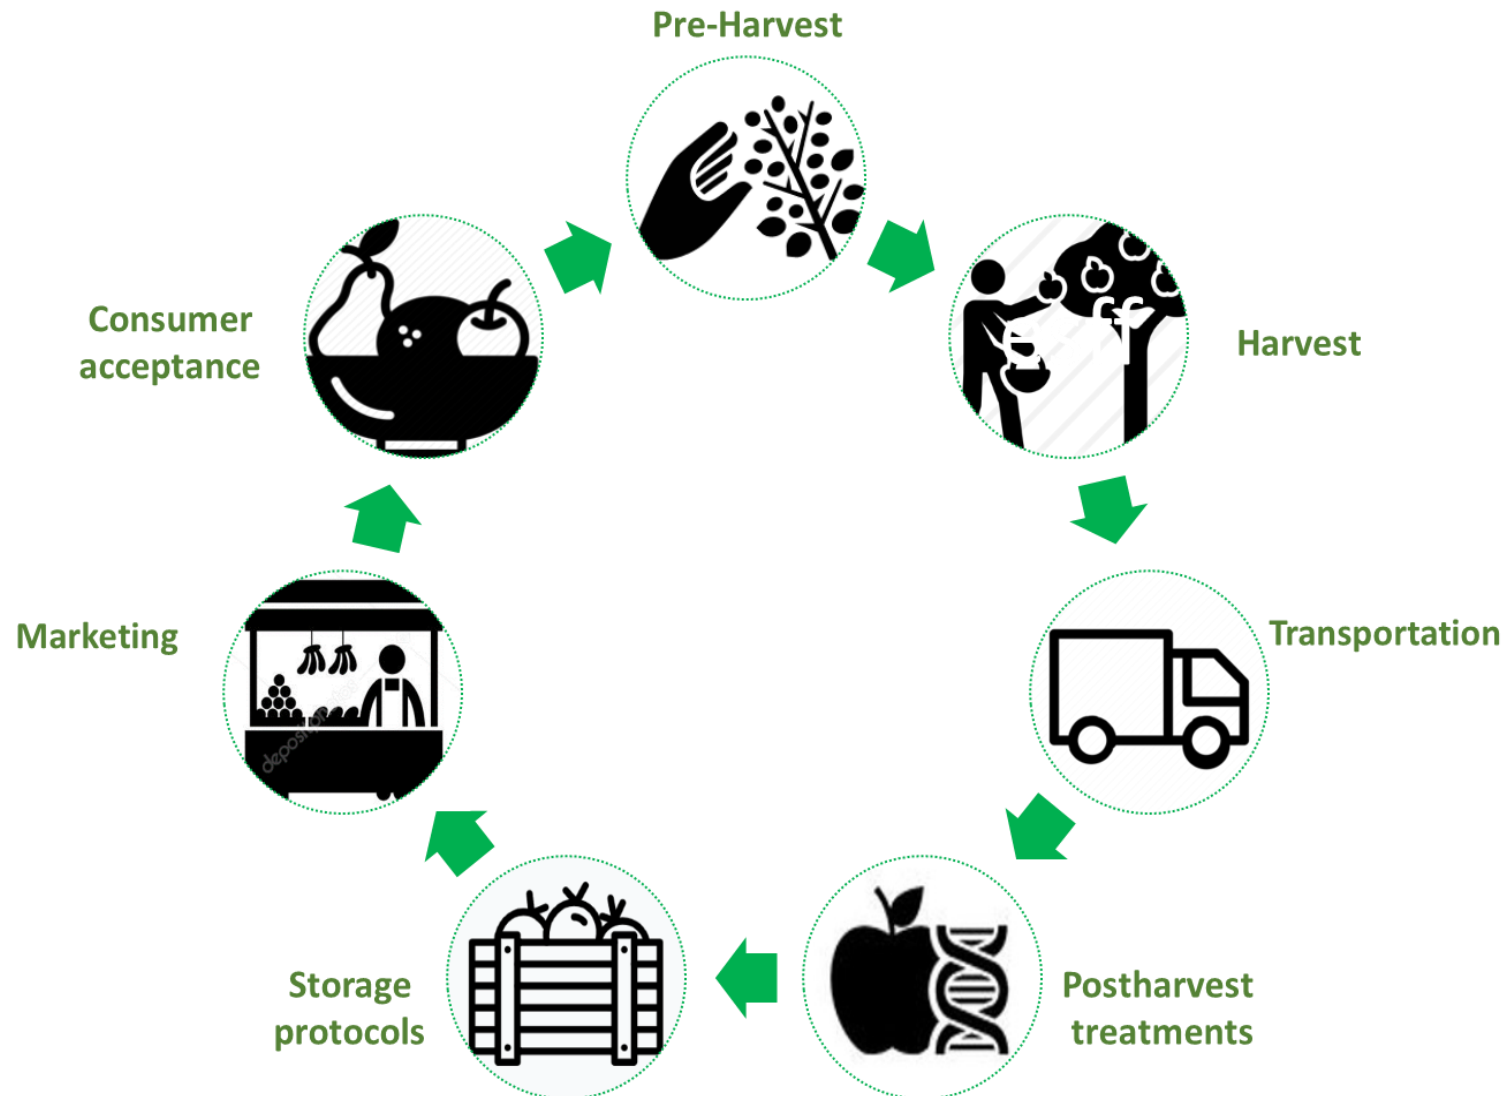 Pre-Harvest
Consumer
acceptance
Harvest
Marketing
Transportation
Storage
protocols
Postharvest
treatments